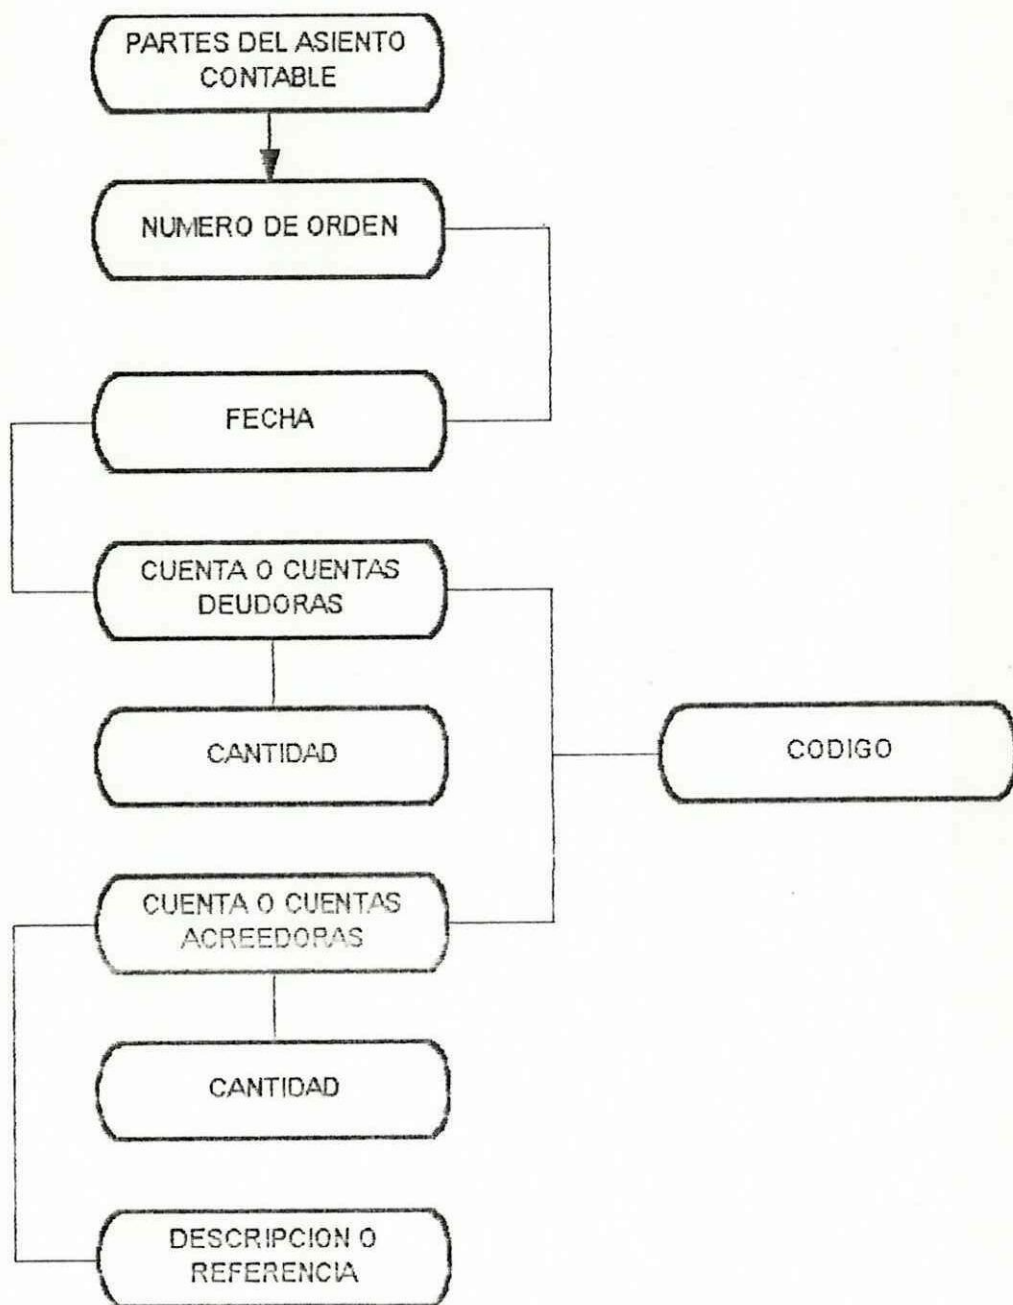 PARTES DEL ASIENTO
CONTABLE
NUMERO DE ORDEN
FECHA
CUENTA O CUENTAS
DEUDORAS
CANTIDAD
CODIGO
CUENTA O CUENTAS
ACREEDORAS
CANTIDAD
DESCRIPCION O
REFERENCIA